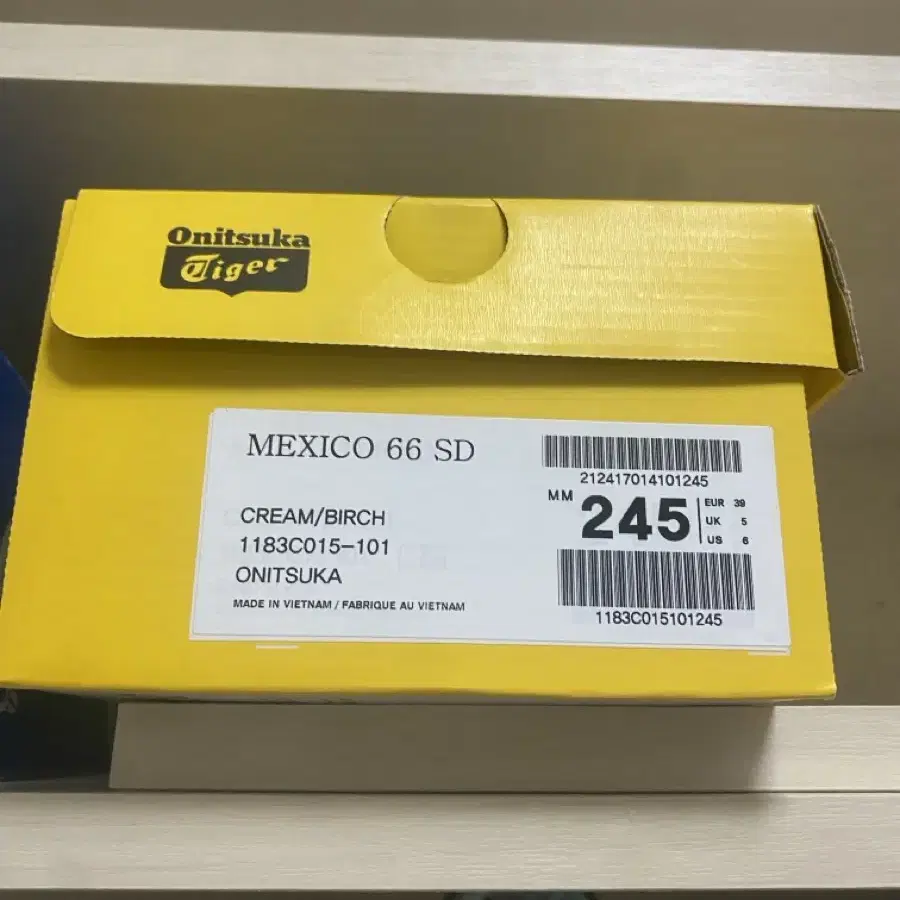 Onitsuka
Tiger
MEXICO 66 SD
CREAM/BIRCH
1183C015-101
ONITSUKA
MADE IN VIETNAM / FABRIQUE AU VIETNAM
212417014101245
MM
245
EUR 39
UK 5
US 6
1183C015101245